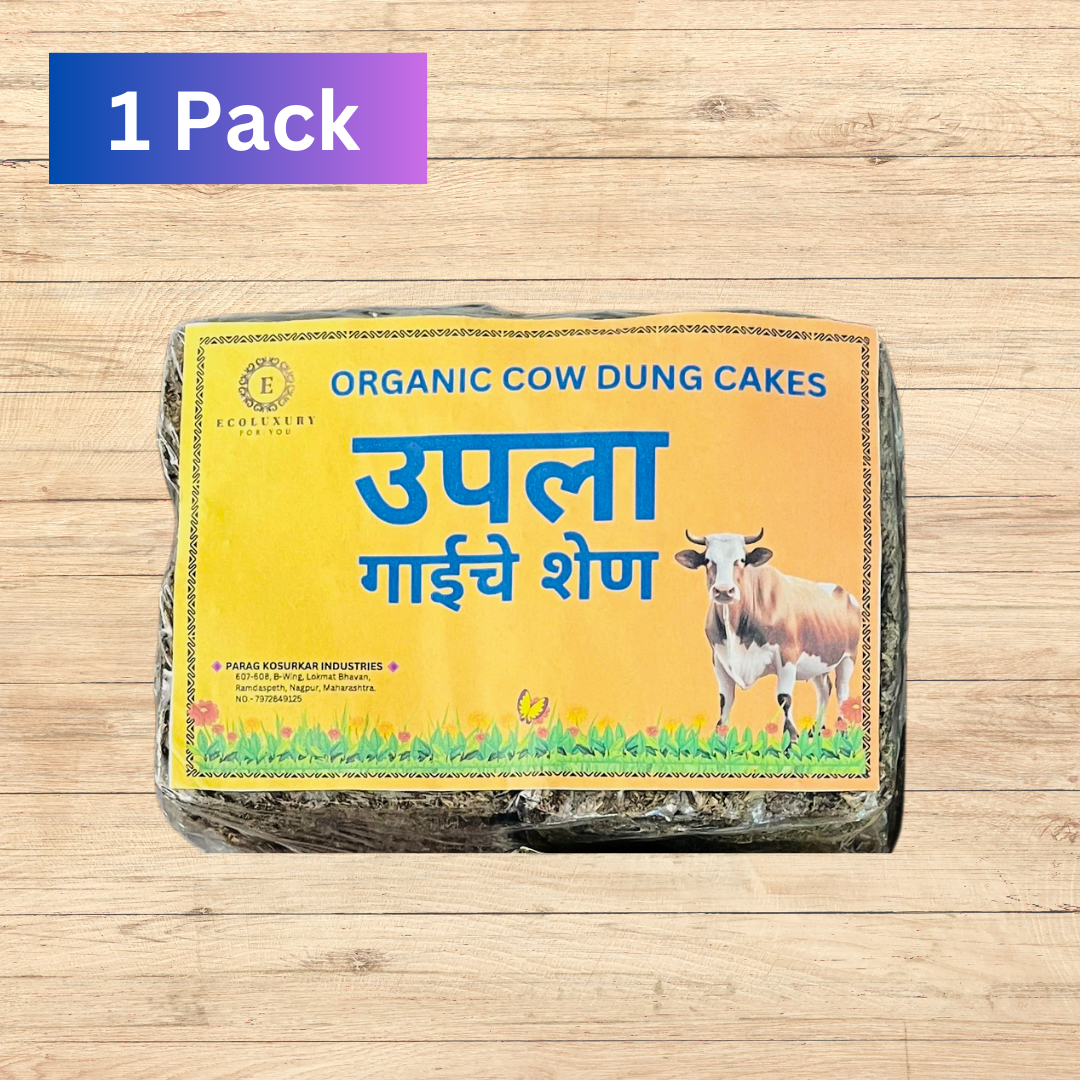 1 Pack
E
ECOLUXURY
FOR YOU
ORGANIC COW DUNG CAKES
उपला
गाईचे शेण
PARAG KOSURKAR INDUSTRIES
607-608, B-Wing, Lokmat Bhavan,
Ramdaspeth, Nagpur, Maharashtra.
NO.- 7972849125